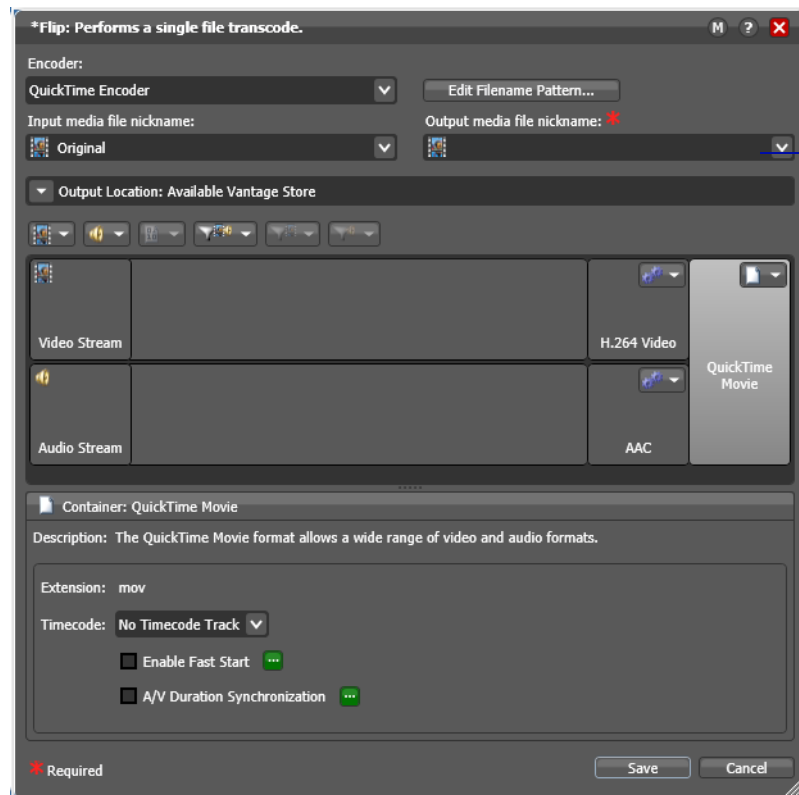 *Flip: Performs a single file transcode.
M ?
Encoder:
QuickTime Encoder
Edit Filename Pattern...
Input media file nickname:
Output media file nickname: *
Original
Output Location: Available Vantage Store
Video Stream
H.264 Video
QuickTime
Movie
Audio Stream
AAC
Container: QuickTime Movie
Description: The QuickTime Movie format allows a wide range of video and audio formats.
Extension: mov
Timecode: No Timecode Track
Enable Fast Start ...
A/V Duration Synchronization ...
* Required
Save
Cancel